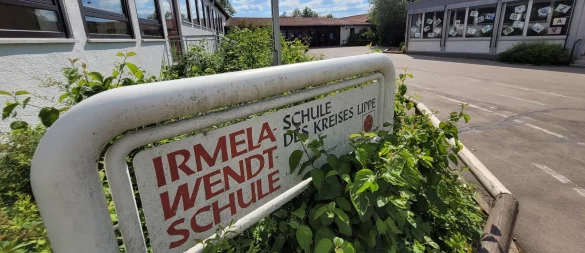 IRMELA-
WENDT
SCHULE
SCHULE
DES KREISES LIPPE